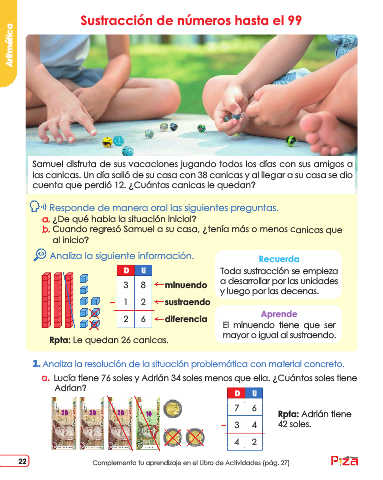 Sustracción de números hasta el 99
Aritmética
Samuel disfruta de sus vacaciones jugando todos los días con sus amigos a
las canicas. Un día salió de su casa con 38 canicas y al llegar a su casa se dio
cuenta que perdió 12. ¿Cuántas canicas le quedan?
Responde de manera oral las siguientes preguntas.
a. ¿De qué habla la situación inicial?
b. Cuando regresó Samuel a su casa, ¿tenía más o menos canicas que
al inicio?
Analiza la siguiente información.
D U
3 8 minuendo
- 1 2 sustraendo
2 6 diferencia
Rpta: Le quedan 26 canicas.
Recuerda
Toda sustracción se empieza
a desarrollar por las unidades
y luego por las decenas.
Aprende
El minuendo tiene que ser
mayor o igual al sustraendo.
2. Analiza la resolución de la situación problemática con material concreto.
a. Lucía tiene 76 soles y Adrián 34 soles menos que ella. ¿Cuántos soles tiene
Adrián?
D U
7 6
- 3 4
4 2
Rpta: Adrián tiene
42 soles.
22
Complementa tu aprendizaje en el Libro de Actividades (pág. 27)